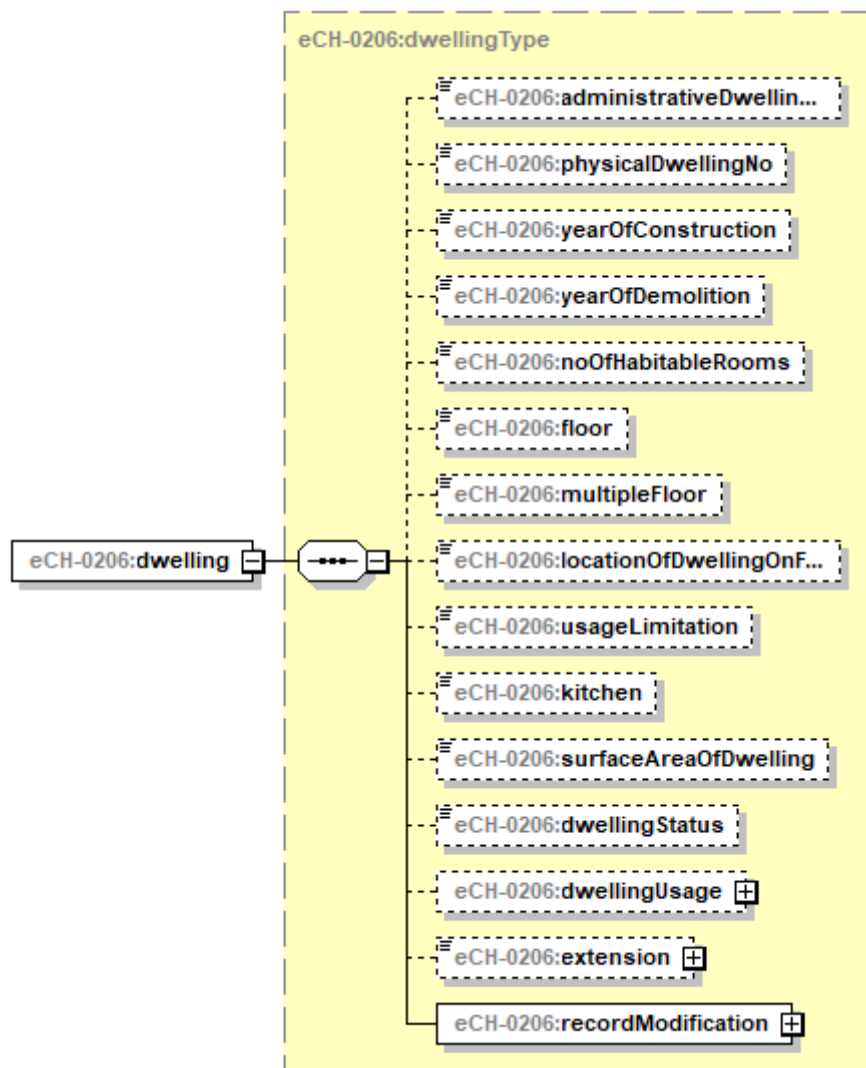 eCH-0206:dwellingType
eCH-0206:administrativeDwellin...
eCH-0206:physicalDwellingNo
eCH-0206:yearOfConstruction
eCH-0206:yearOfDemolition
eCH-0206:noOfHabitableRooms
eCH-0206:floor
eCH-0206:multipleFloor
eCH-0206:dwelling
eCH-0206:locationOfDwellingOnF...
eCH-0206:usageLimitation
eCH-0206:kitchen
eCH-0206:surfaceAreaOfDwelling
eCH-0206:dwellingStatus
eCH-0206:dwellingUsage
eCH-0206:extension
eCH-0206:recordModification